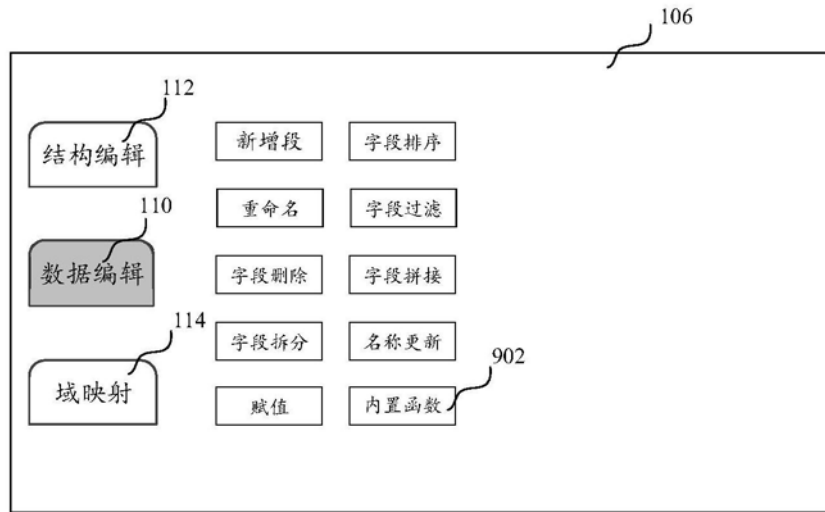 106
112
结构编辑
新增段
字段排序
重命名
字段过滤
110
数据编辑
字段删除
字段拼接
114
字段拆分
名称更新
902
域映射
赋值
内置函数